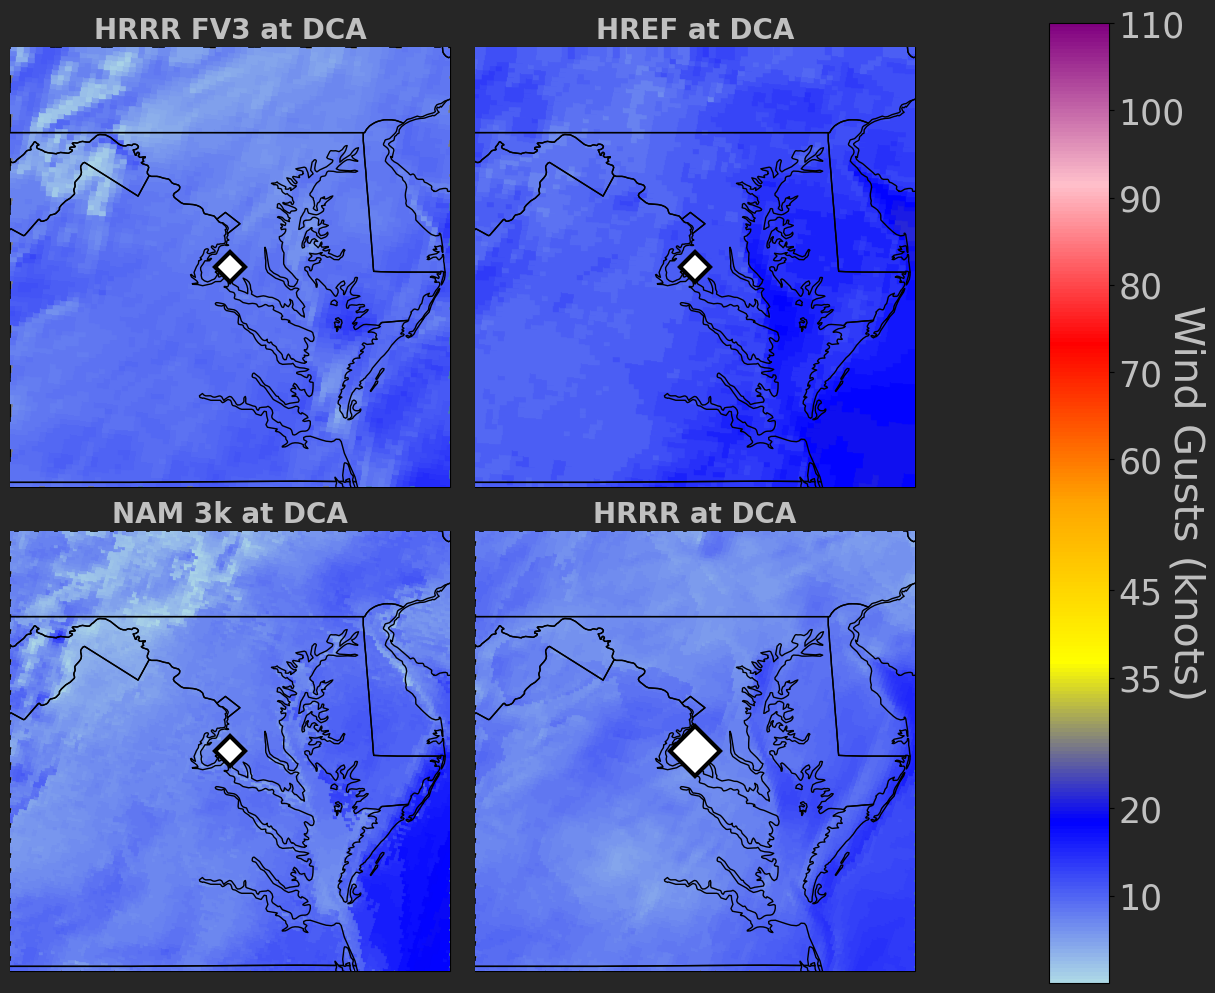 HRRR FV3 at DCA
HREF at DCA
NAM 3k at DCA
HRRR at DCA
110
100
90
80
70
60
45
35
20
10
Wind Gusts (knots)